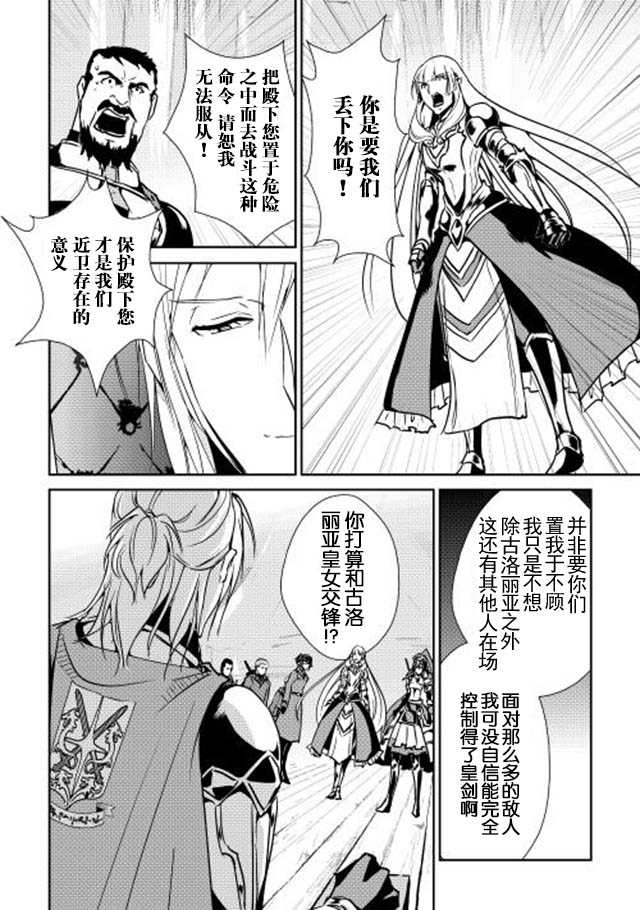 你是要我们
丢下你吗！
把殿下您置于危险
之中而去战斗这种
命令 请恕我
无法服从！
保护殿下您
才是我们
近卫存在的
意义
并非要你们
置我于不顾
我只是不想
除古洛丽亚之外
这还有其他人在场
面对那么多的敌人
我可没自信能完全
控制得了皇剑啊
你打算和古洛
丽亚皇女交锋!?